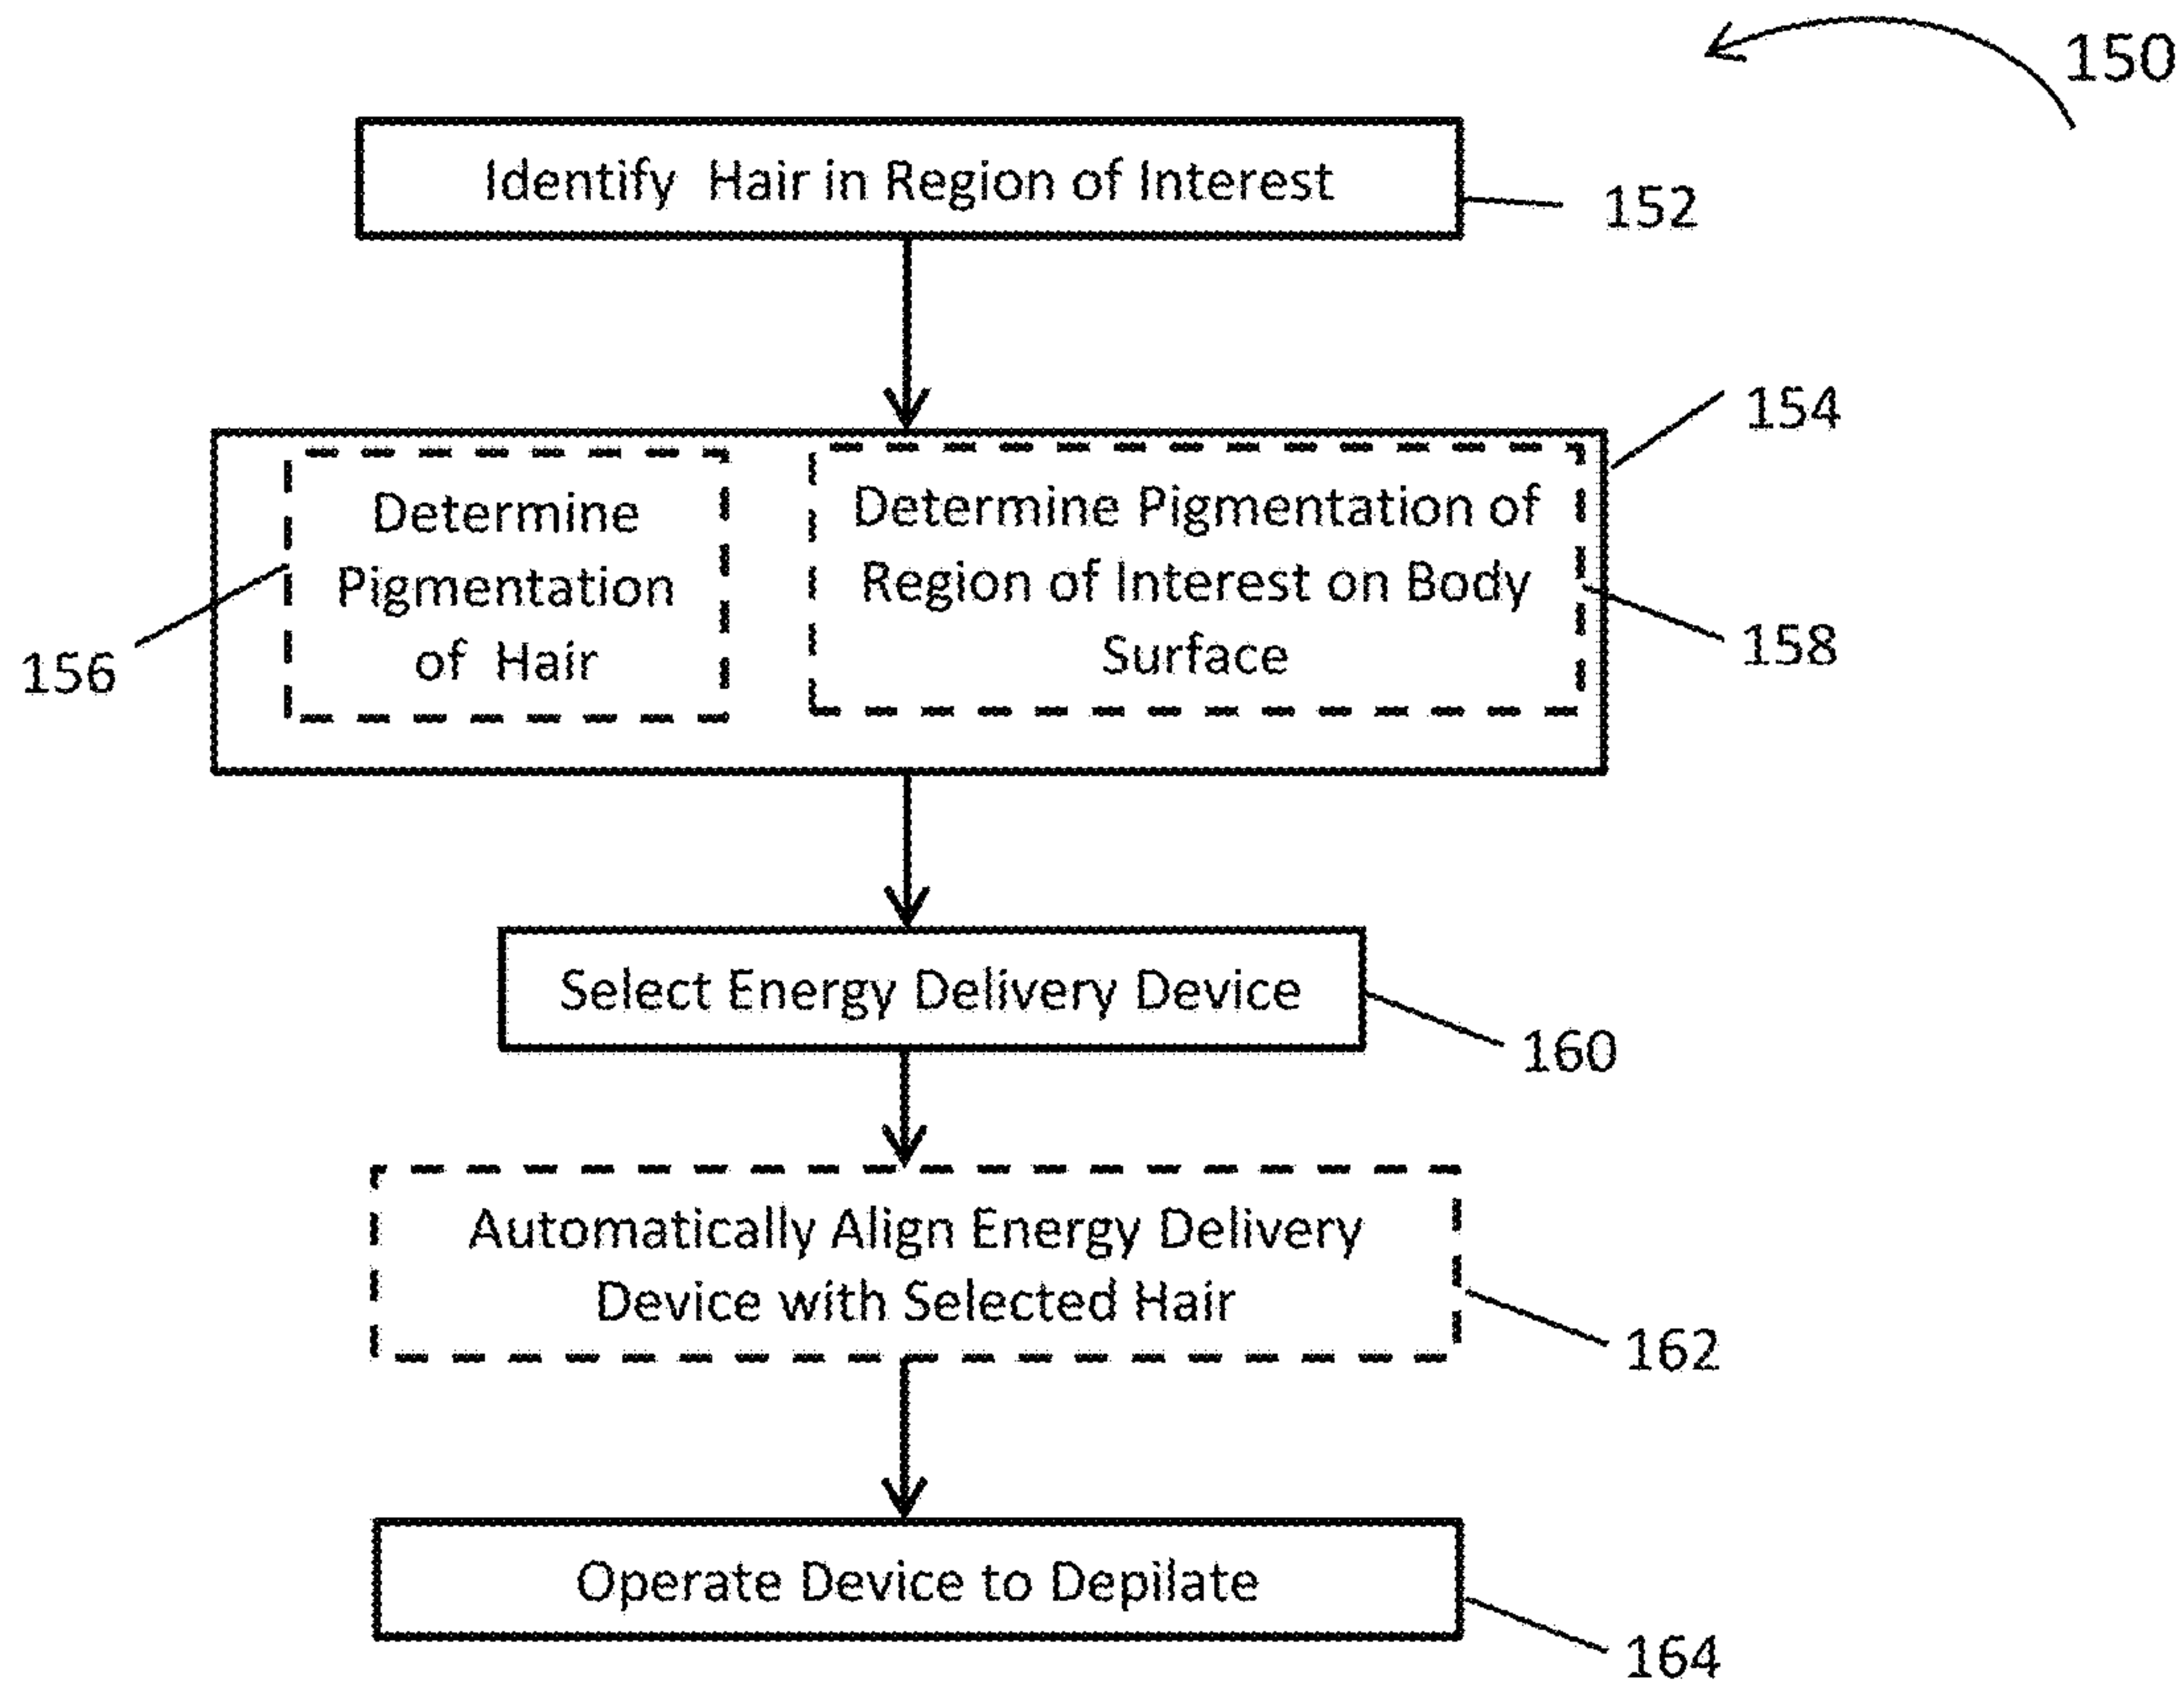 150
Identify Hair in Region of Interest
152
154
Determine
Pigmentation
of Hair
156
Determine Pigmentation of
Region of Interest on Body
Surface
158
Select Energy Delivery Device
160
Automatically Align Energy Delivery
Device with Selected Hair
162
Operate Device to Depilate
164